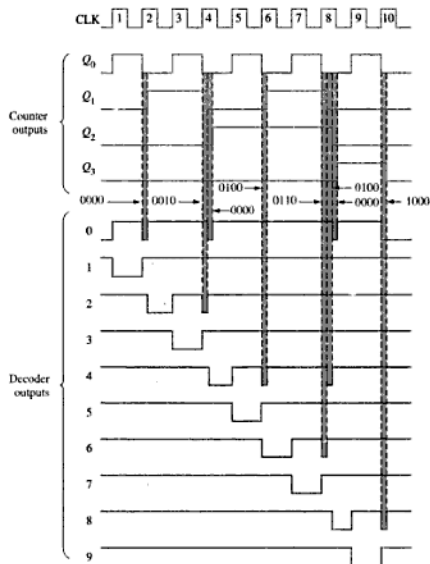 CLK 1 2 3 4 5 6 7 8 9 10
Q0
Q1
Counter
outputs
Q2
Q3
0100 0100
0000 0010 0000 0110 0000 1000
0
1
2
3
Decoder
outputs
4
5
6
7
8
9